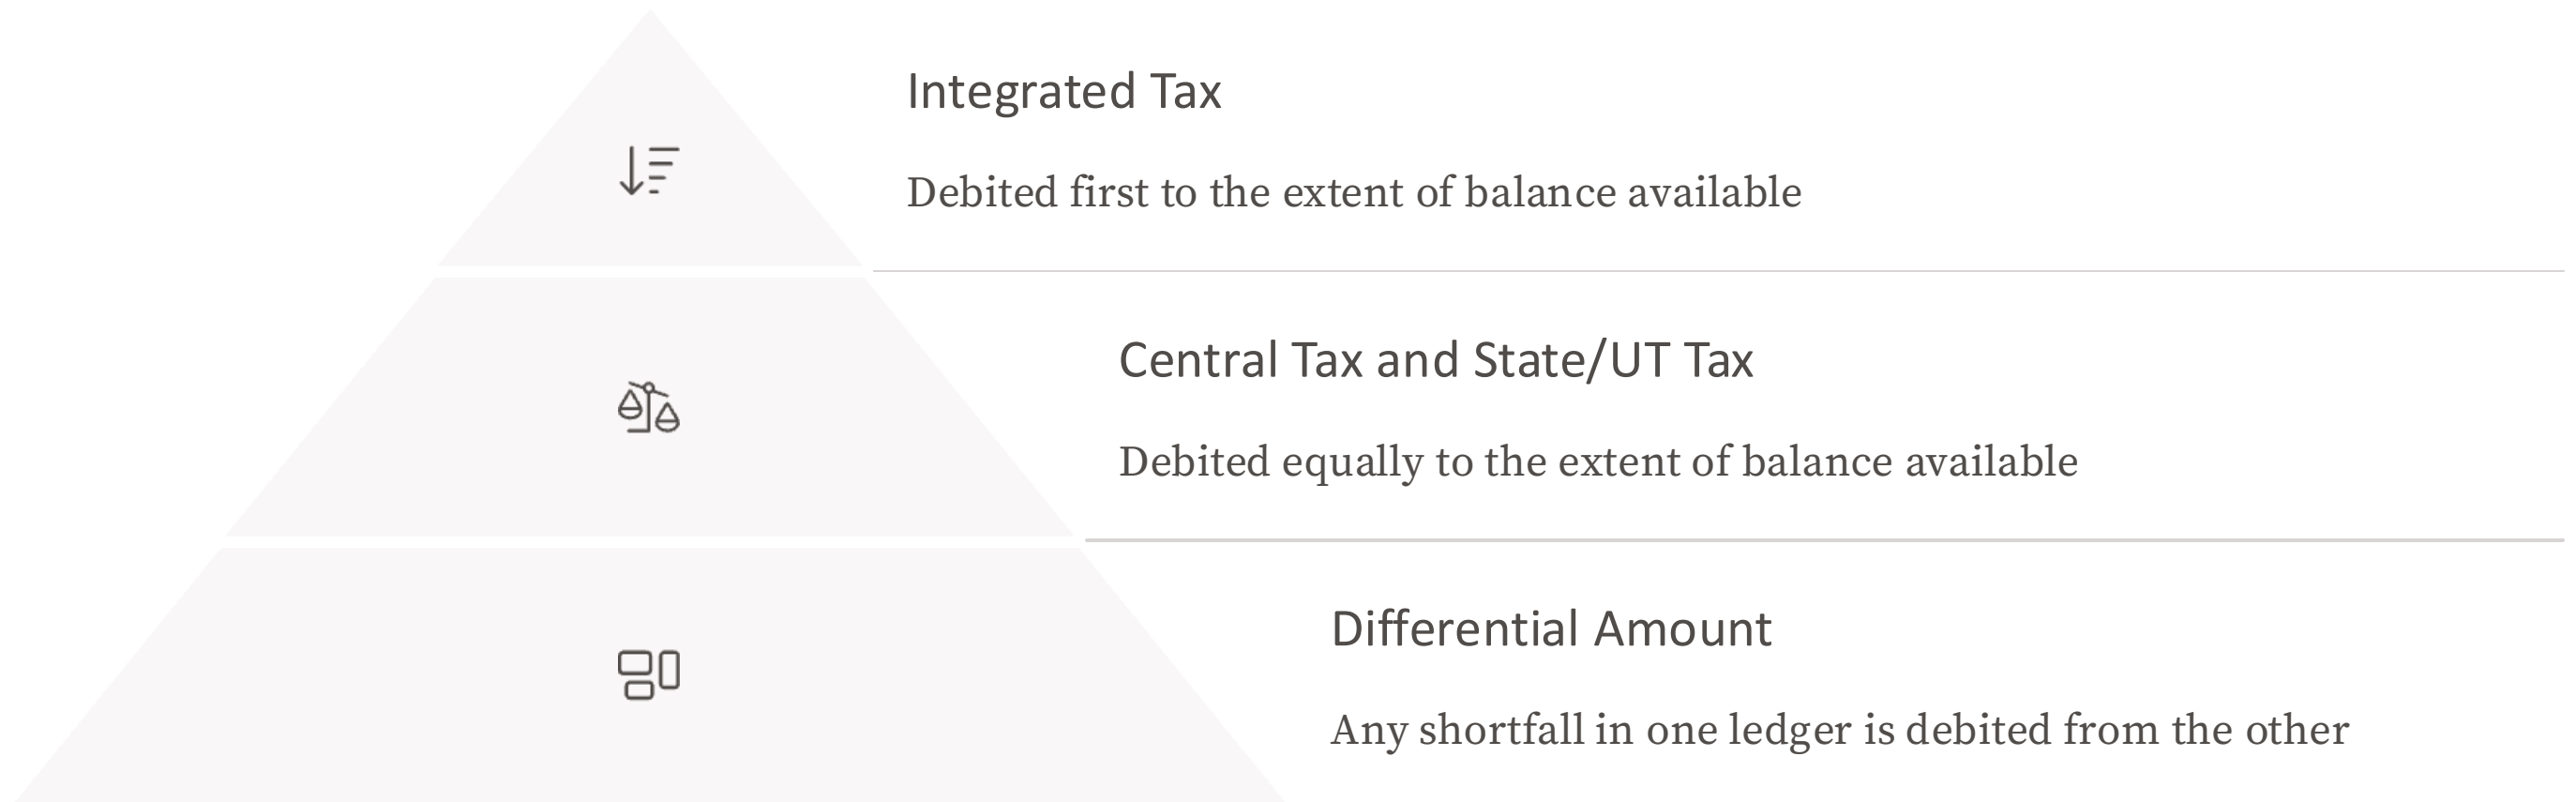 Integrated Tax
Debited first to the extent of balance available
Central Tax and State/UT Tax
Debited equally to the extent of balance available
Differential Amount
Any shortfall in one ledger is debited from the other